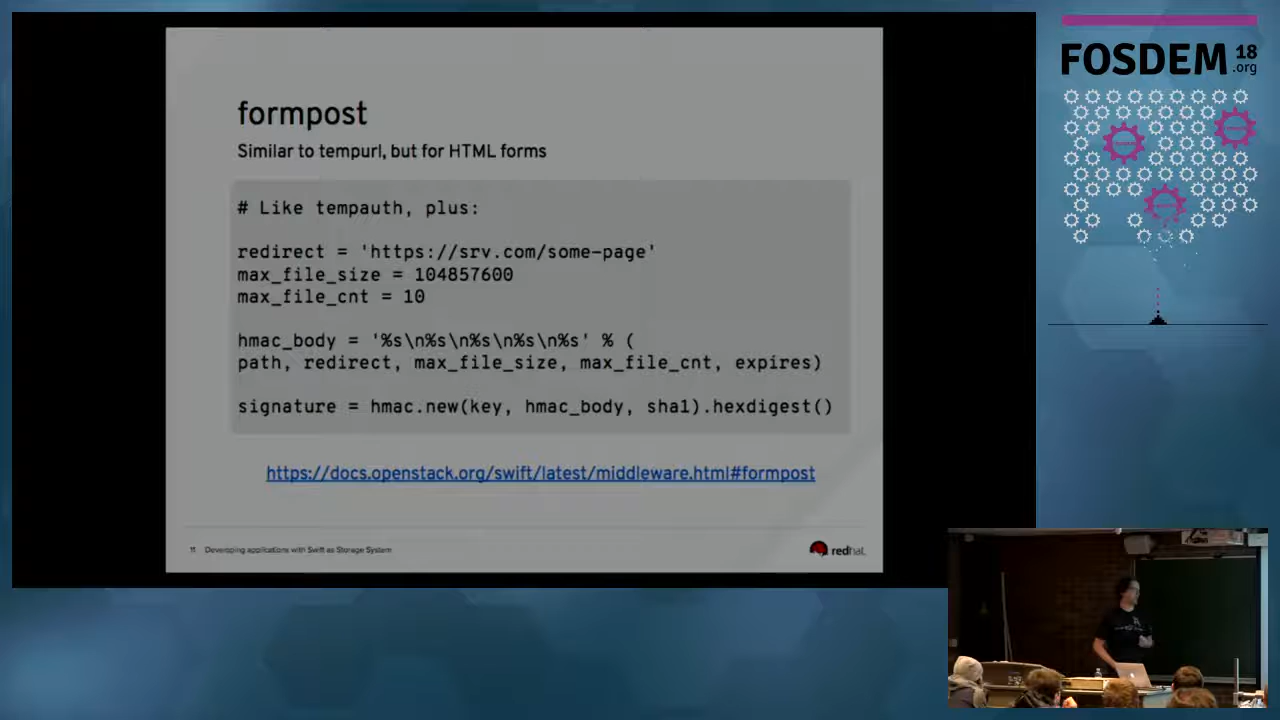 formpost
Similar to tempurl, but for HTML forms
# Like tempauth, plus:
redirect = 'https://srv.com/some-page'
max_file_size = 104857600
max_file_cnt = 10
hmac_body = '%s\n%s\n%s\n%s\n%s' % (
path, redirect, max_file_size, max_file_cnt, expires)
signature = hmac.new(key, hmac_body, sha1).hexdigest()
https://docs.openstack.org/swift/latest/middleware.html#formpost
11 Developing applications with Swift as Storage System
redhat.
FOSDEM 18
.org